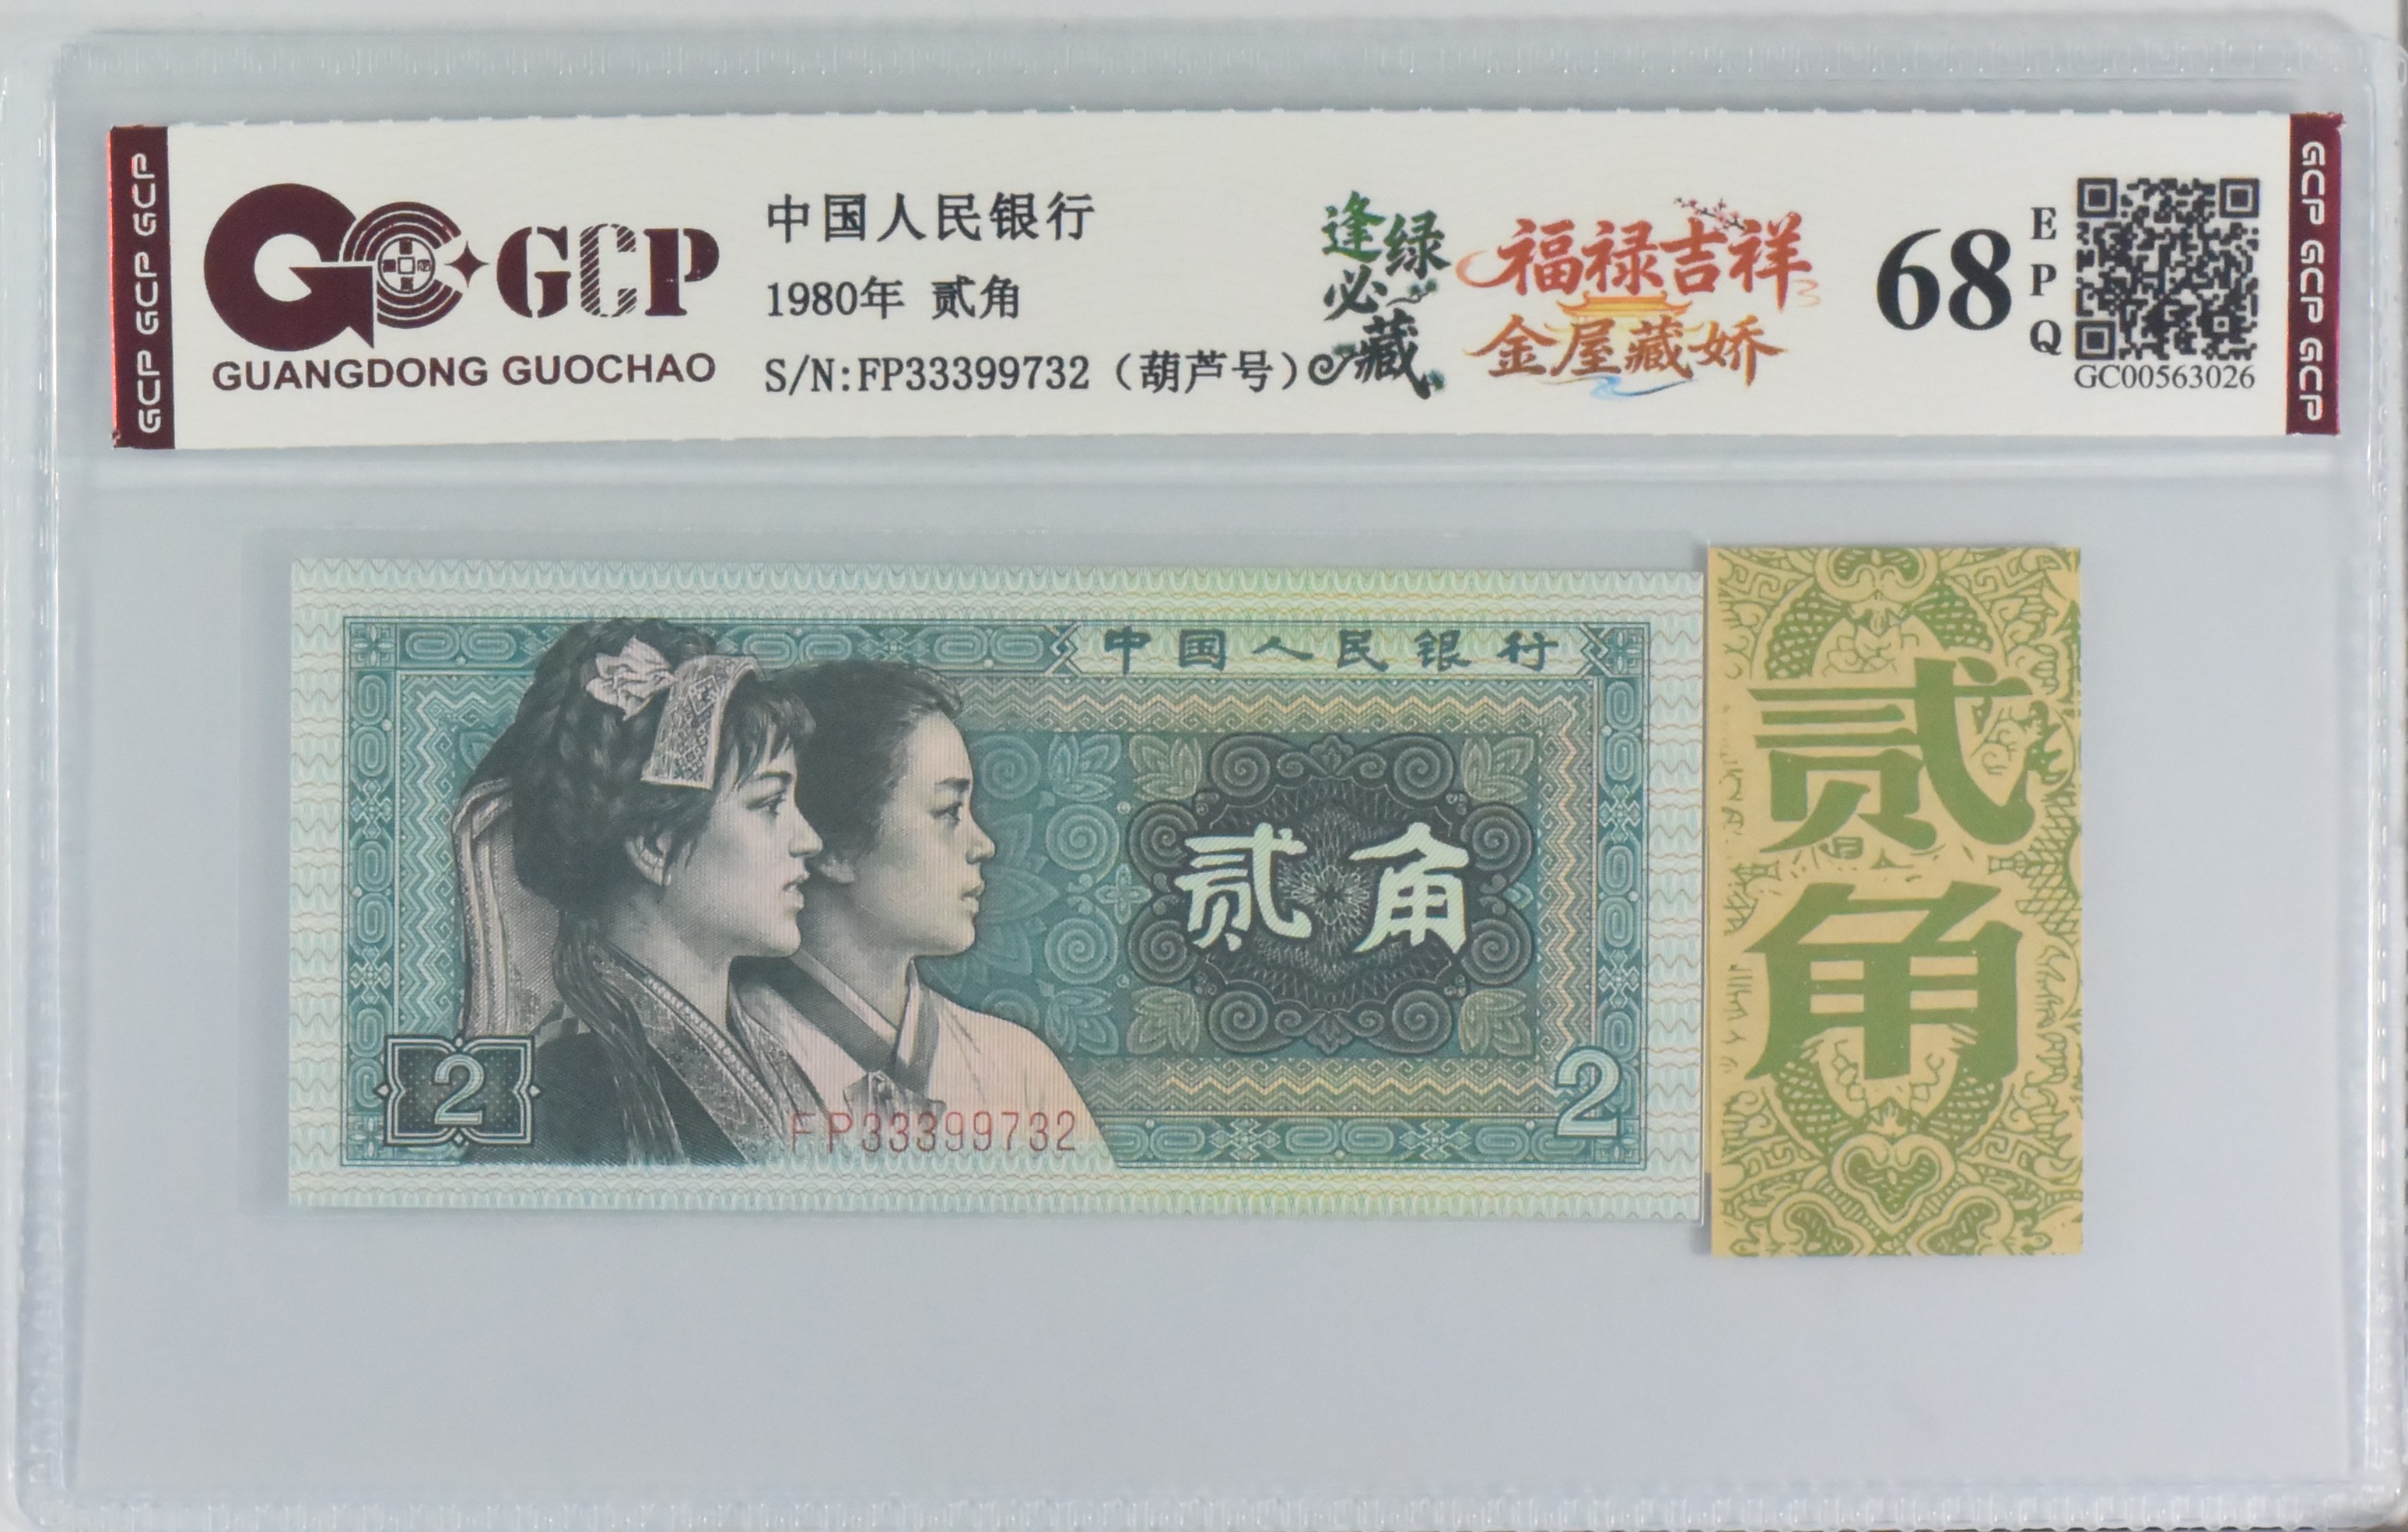 GCP GCP GCP
GCP
GUANGDONG GUOCHAO
中国人民银行
1980年 贰角
S/N:FP33399732（葫芦号）
逢绿
必藏
福禄吉祥
金屋藏娇
68
EPQ
GC00563026
GCP GCP GCP
中国人民银行
贰角
2
2
FP33399732
贰角